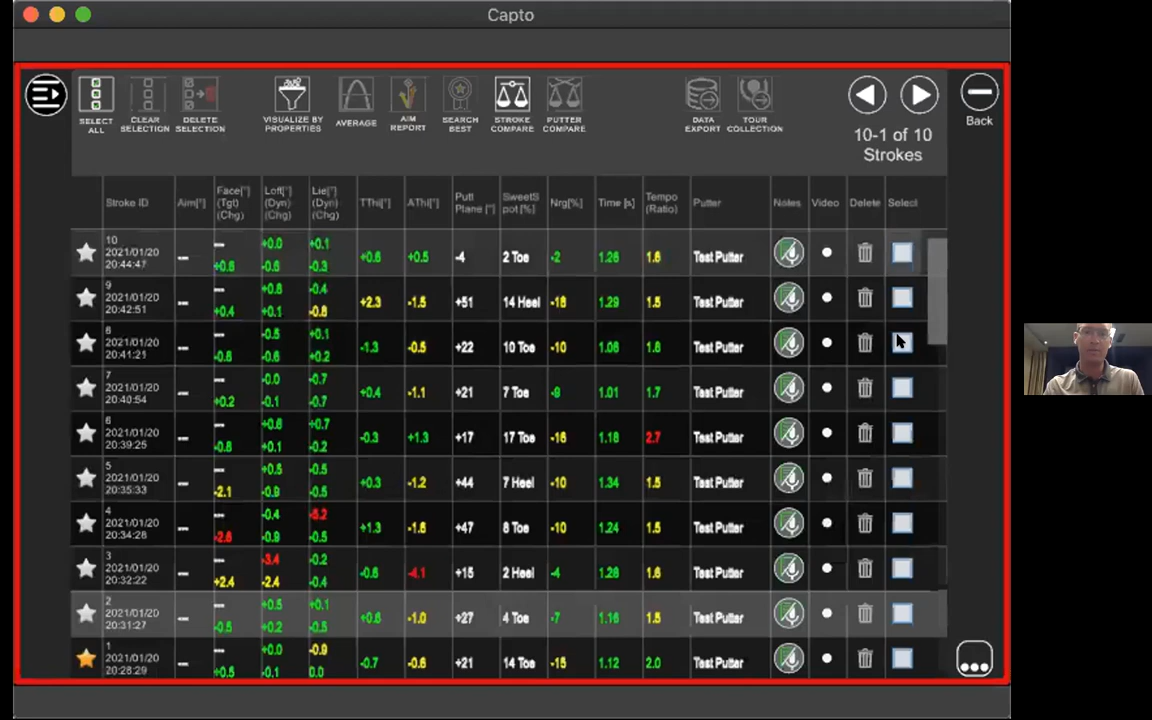 Capto
SELECT ALL
CLEAR SELECTION
DELETE SELECTION
VISUALIZE BY PROPERTIES
AVERAGE
AIM REPORT
SEARCH BEST
STROKE COMPARE
PUTTER COMPARE
DATA EXPORT
TOUR COLLECTION
10-1 of 10
Strokes
Back
Stroke ID Aim[°] Face[°] (Tgt) (Chg) Loft[°] (Dyn) (Chg) Lie[°] (Dyn) (Chg) TThi[°] AThi[°] Putt Plane [°] SweetS pot[%] Nrg[%] Time [s] Tempo (Ratio) Putter Notes Video Delete Select
10 --- +0.0 +0.1
2021/01/20 -- +0.6 +0.5 -4 2 Toe -2 1.26 1.6 Test Putter
20:44:47 +0.6 -0.6 -0.3
9 --- +0.8 -0.4
2021/01/20 -- +2.3 -1.5 +51 14 Heel -16 1.29 1.5 Test Putter
20:42:51 +0.4 +0.1 -0.8
8 --- -0.5 +0.1
2021/01/20 -- -1.3 -0.5 +22 10 Toe -10 1.06 1.6 Test Putter
20:41:21 -0.6 -0.6 +0.2
7 --- -0.0 -0.7
2021/01/20 -- +0.4 -1.1 +21 7 Toe -9 1.01 1.7 Test Putter
20:40:54 +0.2 -0.1 -0.7
6 --- +0.6 +0.7
2021/01/20 -- -0.3 +1.3 +17 17 Toe -16 1.18 2.7 Test Putter
20:39:25 -0.8 +0.1 -0.2
5 --- +0.5 -0.5
2021/01/20 -- +0.3 -1.2 +44 7 Heel -10 1.34 1.5 Test Putter
20:35:33 -2.1 -0.9 -0.5
4 --- -0.4
2021/01/20 -- +1.3 -1.6 +47 8 Toe -10 1.24 1.5 Test Putter
20:34:28 -2.6 -0.9 -0.5
3 --- -3.4 -0.2
2021/01/20 -- -0.6 -4.1 +15 2 Heel -4 1.28 1.6 Test Putter
20:32:22 +2.4 -2.4 -0.4
2 --- +0.5 +0.1
2021/01/20 -- +0.6 -1.0 +27 4 Toe -7 1.16 1.5 Test Putter
20:31:27 -0.5 +0.2 -0.5
1 --- +0.0 -0.9
2021/01/20 -- -0.7 -0.6 +21 14 Toe -15 1.12 2.0 Test Putter
20:28:29 +0.5 -0.1 0.0